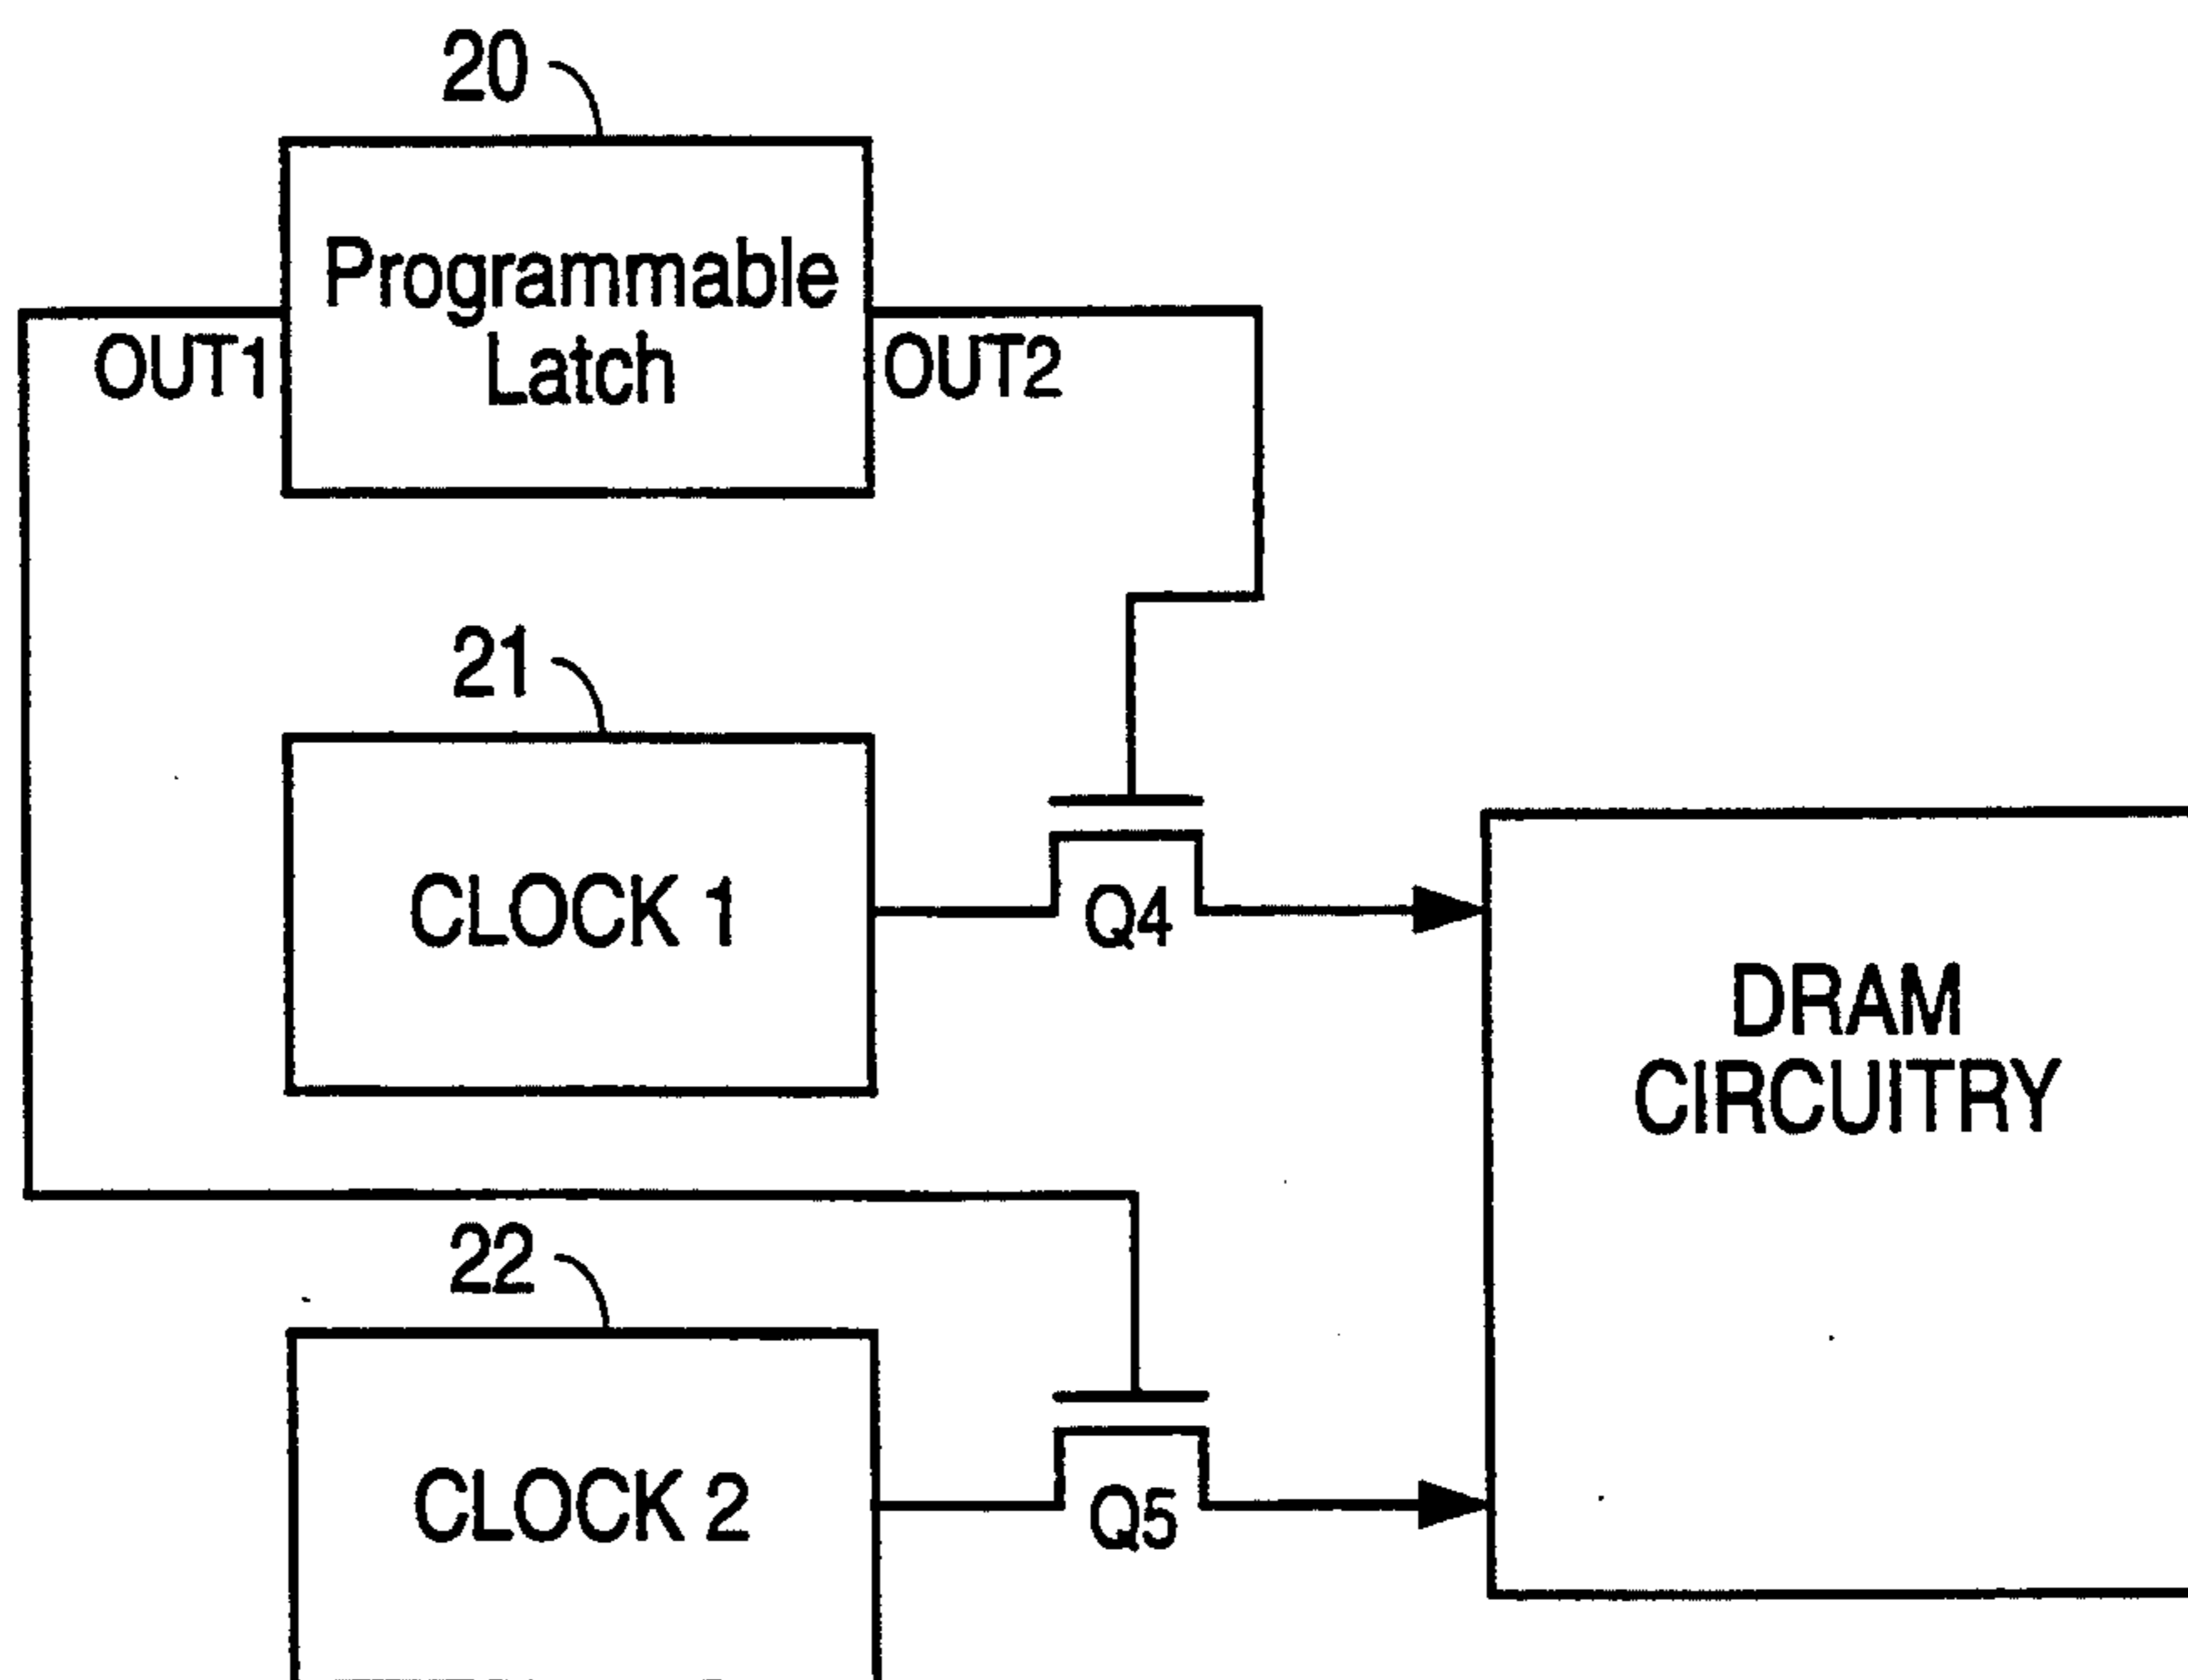 20
Programmable
Latch
OUT1
OUT2
21
CLOCK 1
Q4
DRAM
CIRCUITRY
22
CLOCK 2
Q5